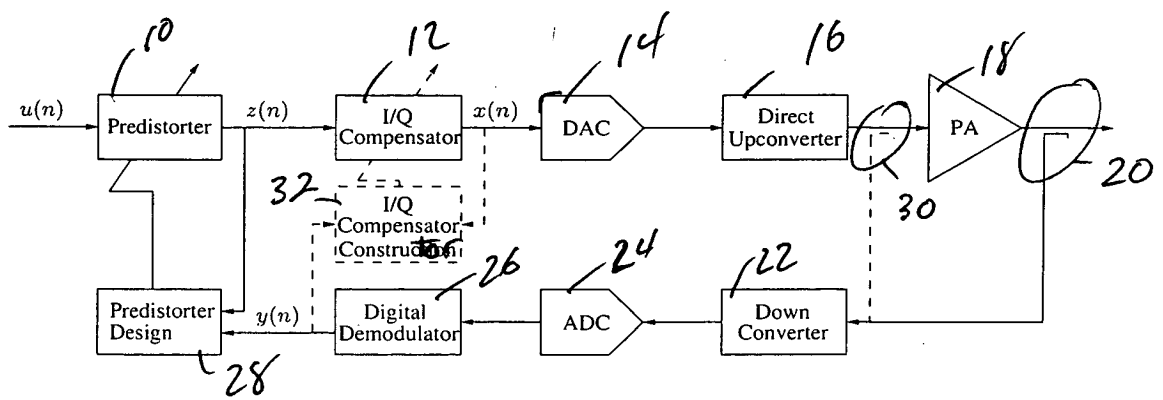 10
12
14
16
18
u(n)
Predistorter
z(n)
I/Q
Compensator
x(n)
DAC
Direct
Upconverter
PA
20
30
32
I/Q
Compensator
Constructor
26
24
22
Predistorter
Design
y(n)
Digital
Demodulator
ADC
Down
Converter
28